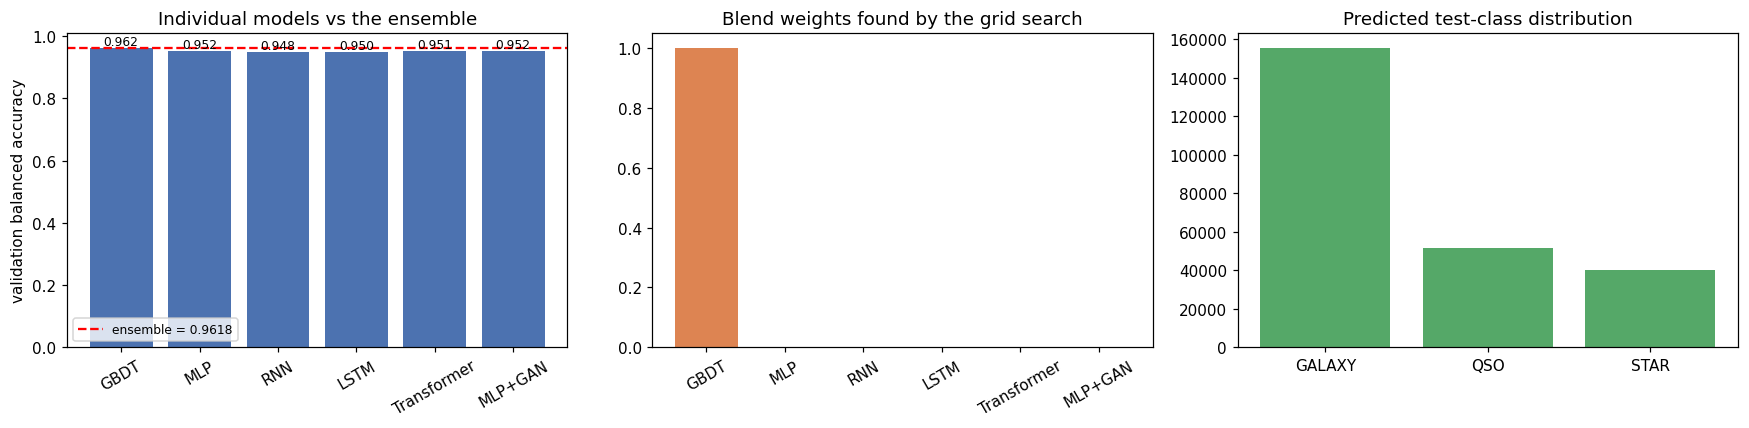 Individual models vs the ensemble
validation balanced accuracy
1.0
0.8
0.6
0.4
0.2
0.0
0.962
0.952
0.948
0.950
0.951
0.952
ensemble = 0.9618
GBDT
MLP
RNN
LSTM
Transformer
MLP+GAN
Blend weights found by the grid search
1.0
0.8
0.6
0.4
0.2
0.0
GBDT
MLP
RNN
LSTM
Transformer
MLP+GAN
Predicted test-class distribution
160000
140000
120000
100000
80000
60000
40000
20000
0
GALAXY
QSO
STAR